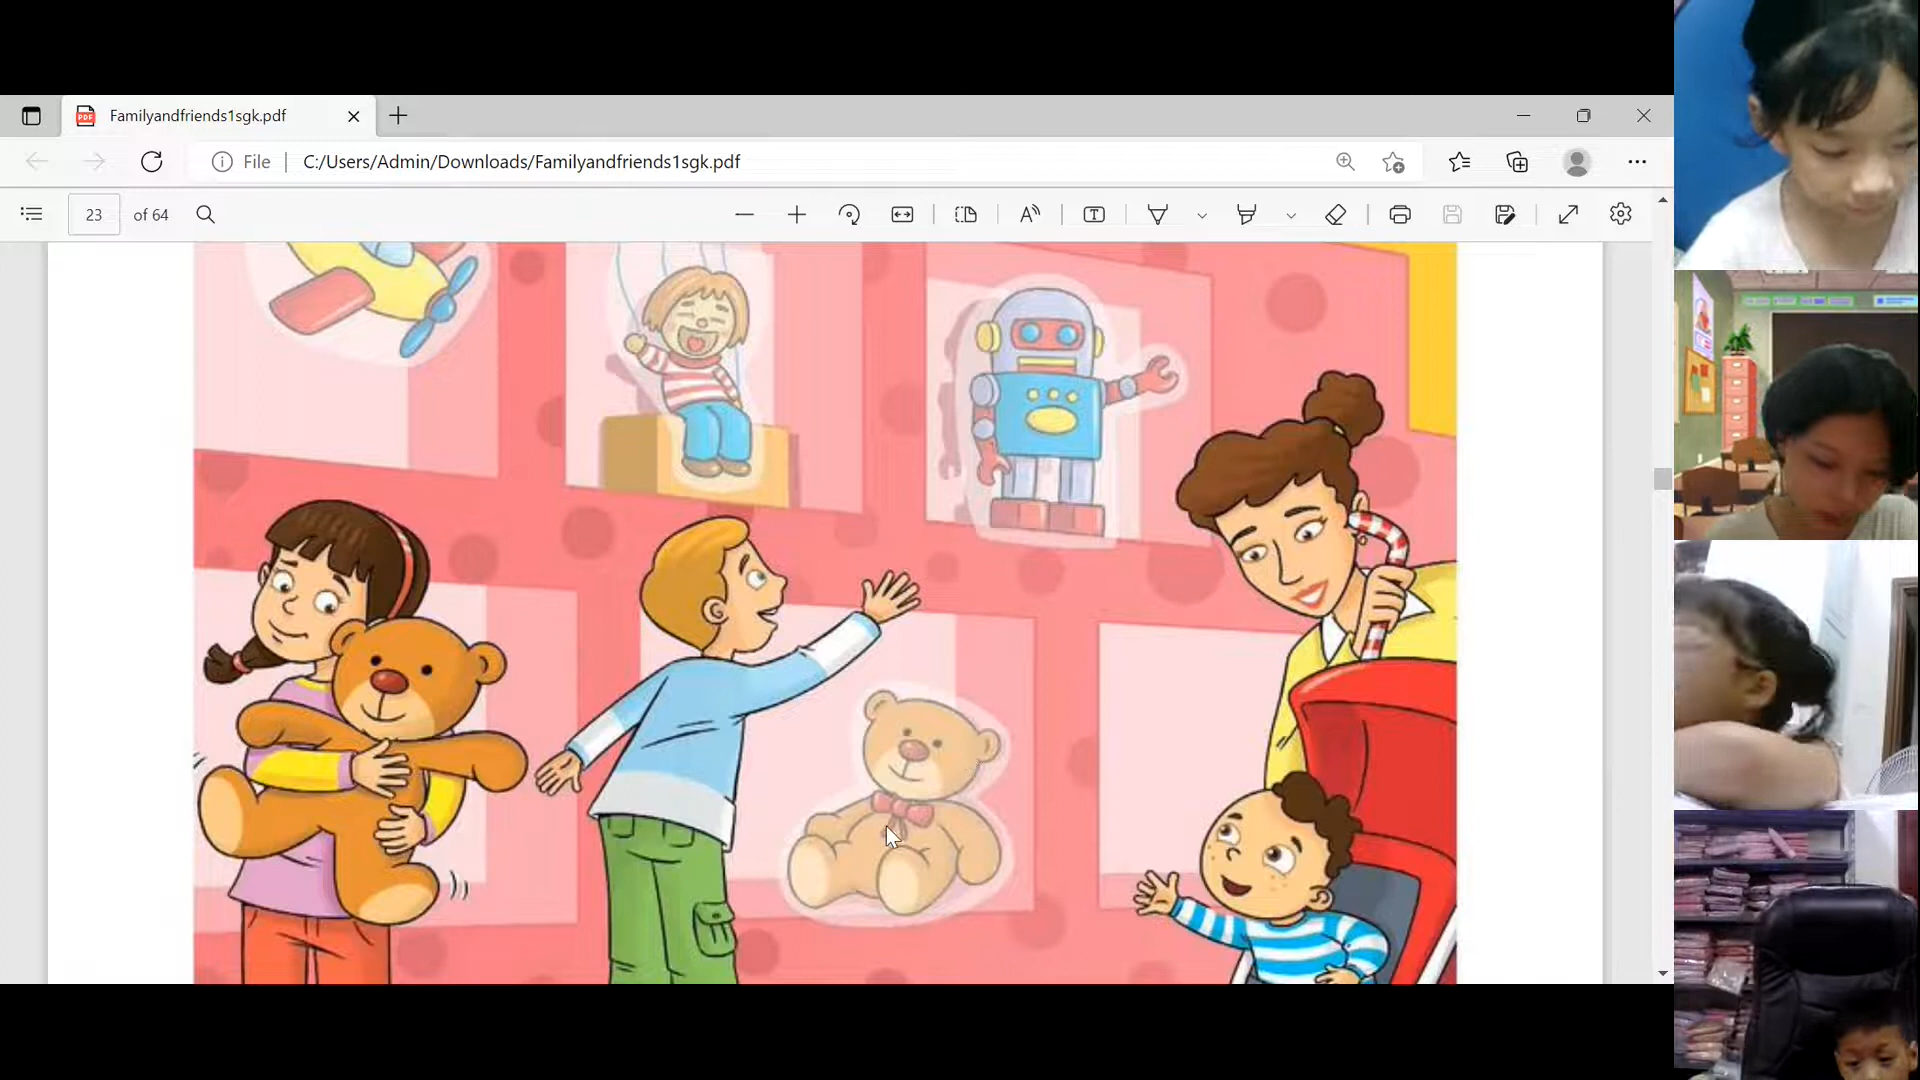 Familyandfriends1sgk.pdf
File
C:/Users/Admin/Downloads/Familyandfriends1sgk.pdf
23 of 64